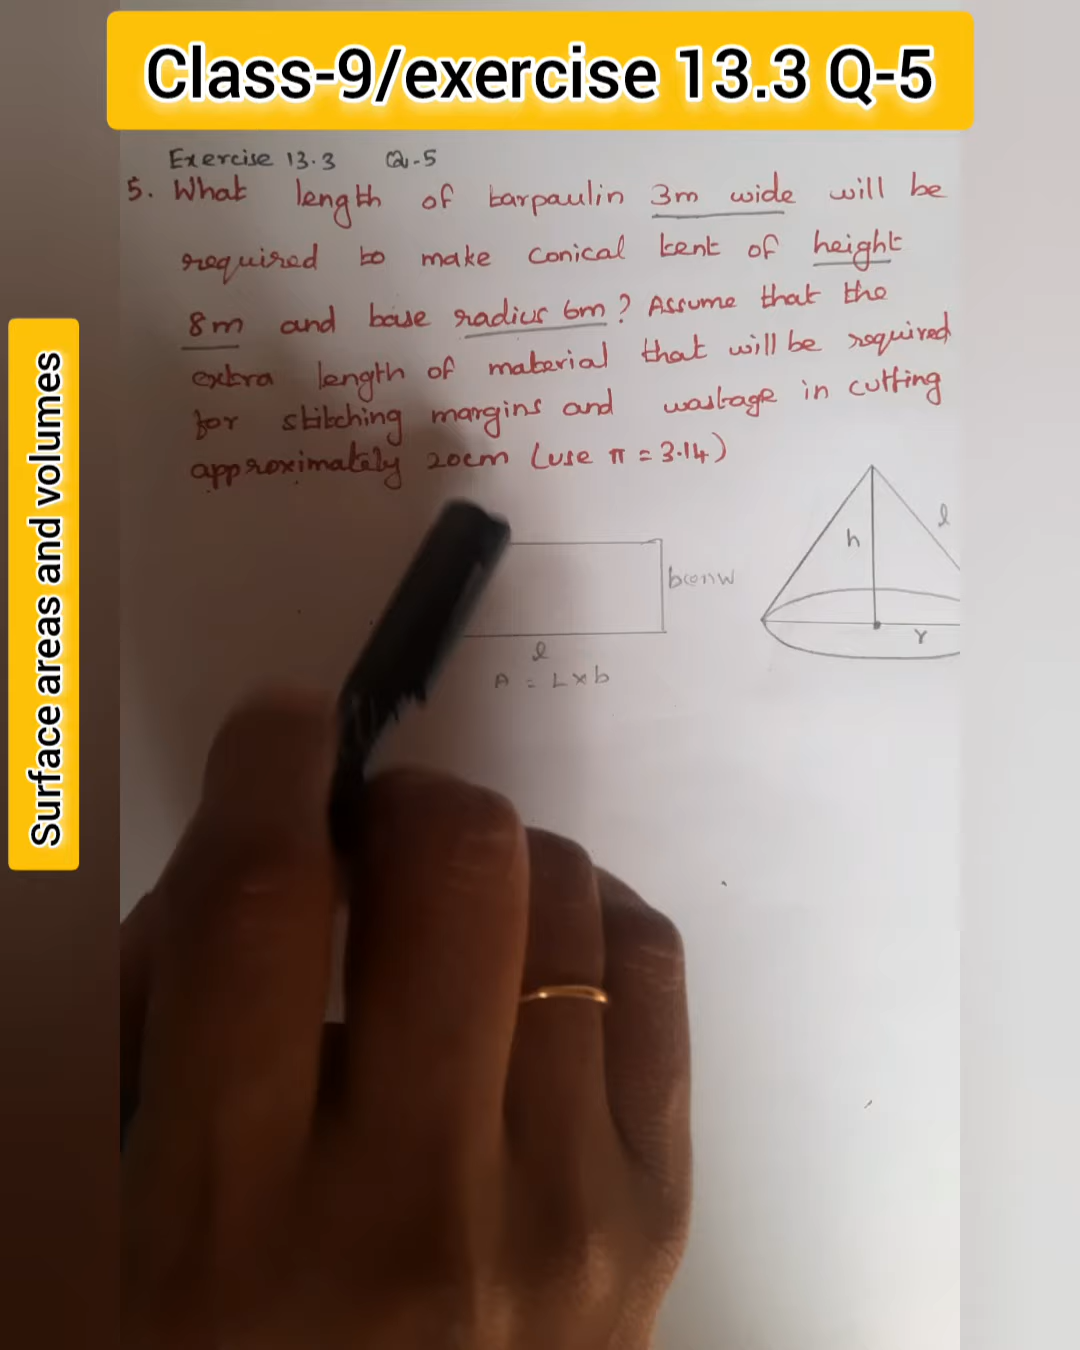 Class-9/exercise 13.3 Q-5
Exercise 13.3 Q.5
5. What length of tarpaulin 3m wide will be
required to make conical tent of height
8m and base radius 6m? Assume that the
extra length of material that will be required
for stitching margins and wastage in cutting
approximately 20cm (use π = 3.14)
h
l
b(or)w
r
l
A = L×b
Surface areas and volumes